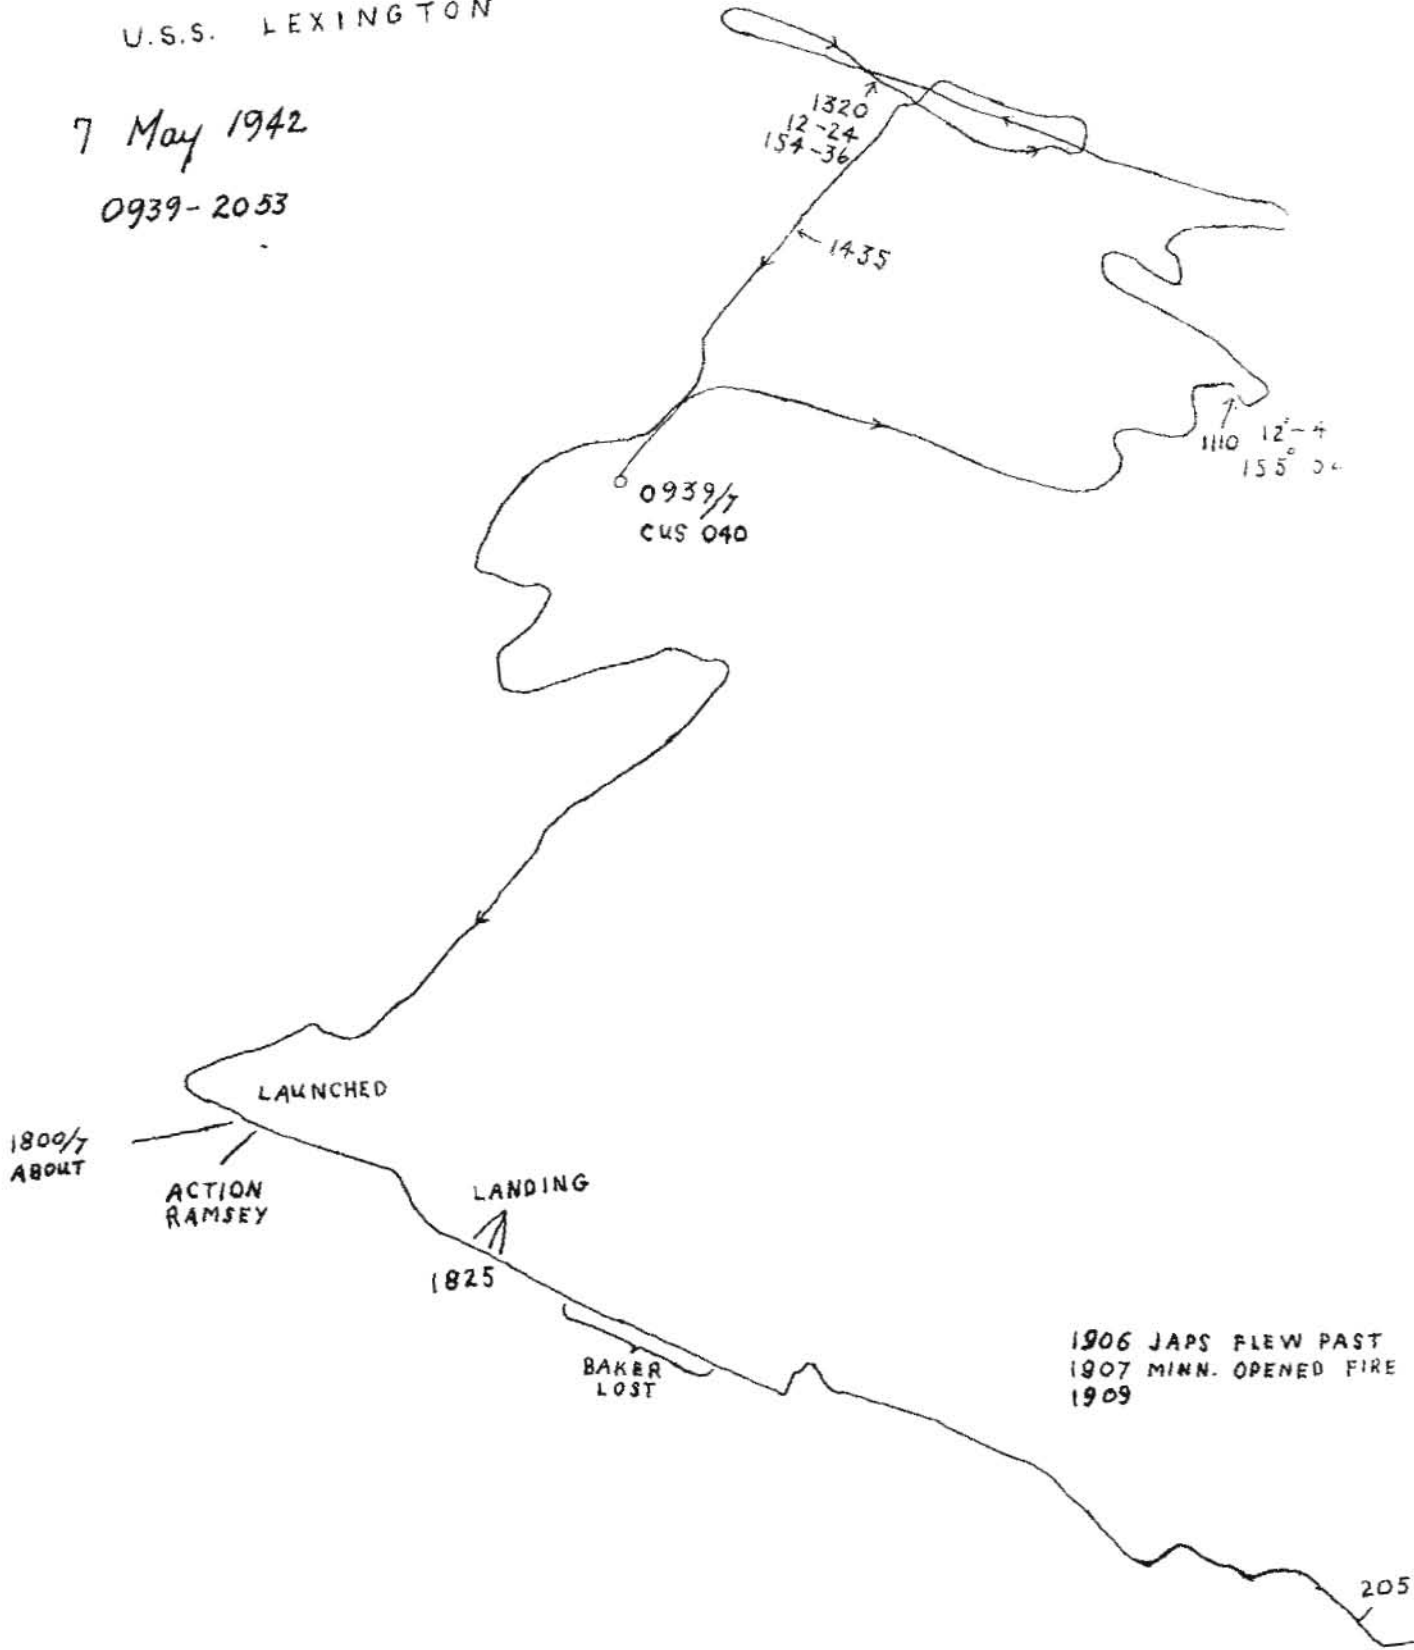 U.S.S. LEXINGTON
7 May 1942
0939-2053
1320
12-24
154-36
1435
1110 12°-4
155°
0939/7
CUS 040
LAUNCHED
1800/7
ABOUT
ACTION
RAMSEY
LANDING
1825
BAKER
LOST
1906 JAPS FLEW PAST
1907 MINN. OPENED FIRE
1909
205